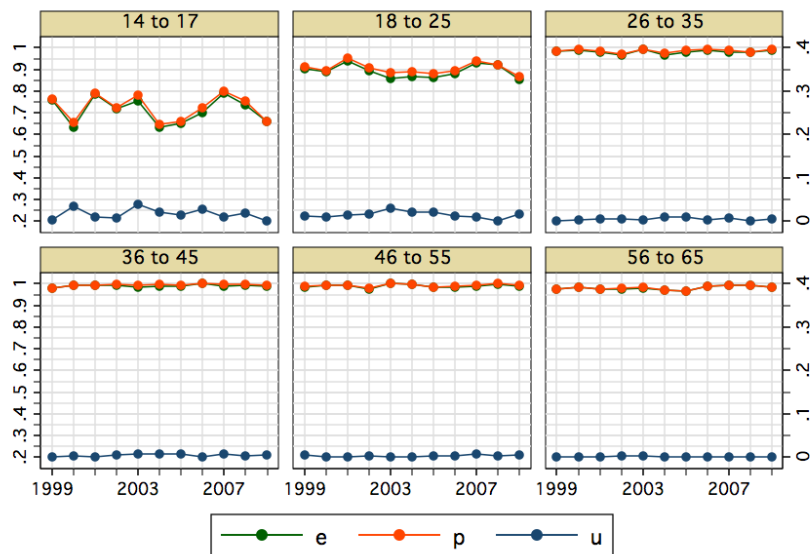 14 to 17
18 to 25
26 to 35
1
.9
.8
.7
.6
.5
.4
.3
.2
.4
.3
.2
.1
0
36 to 45
46 to 55
56 to 65
1
.9
.8
.7
.6
.5
.4
.3
.2
.4
.3
.2
.1
0
1999 2003 2007
1999 2003 2007
1999 2003 2007
e p u